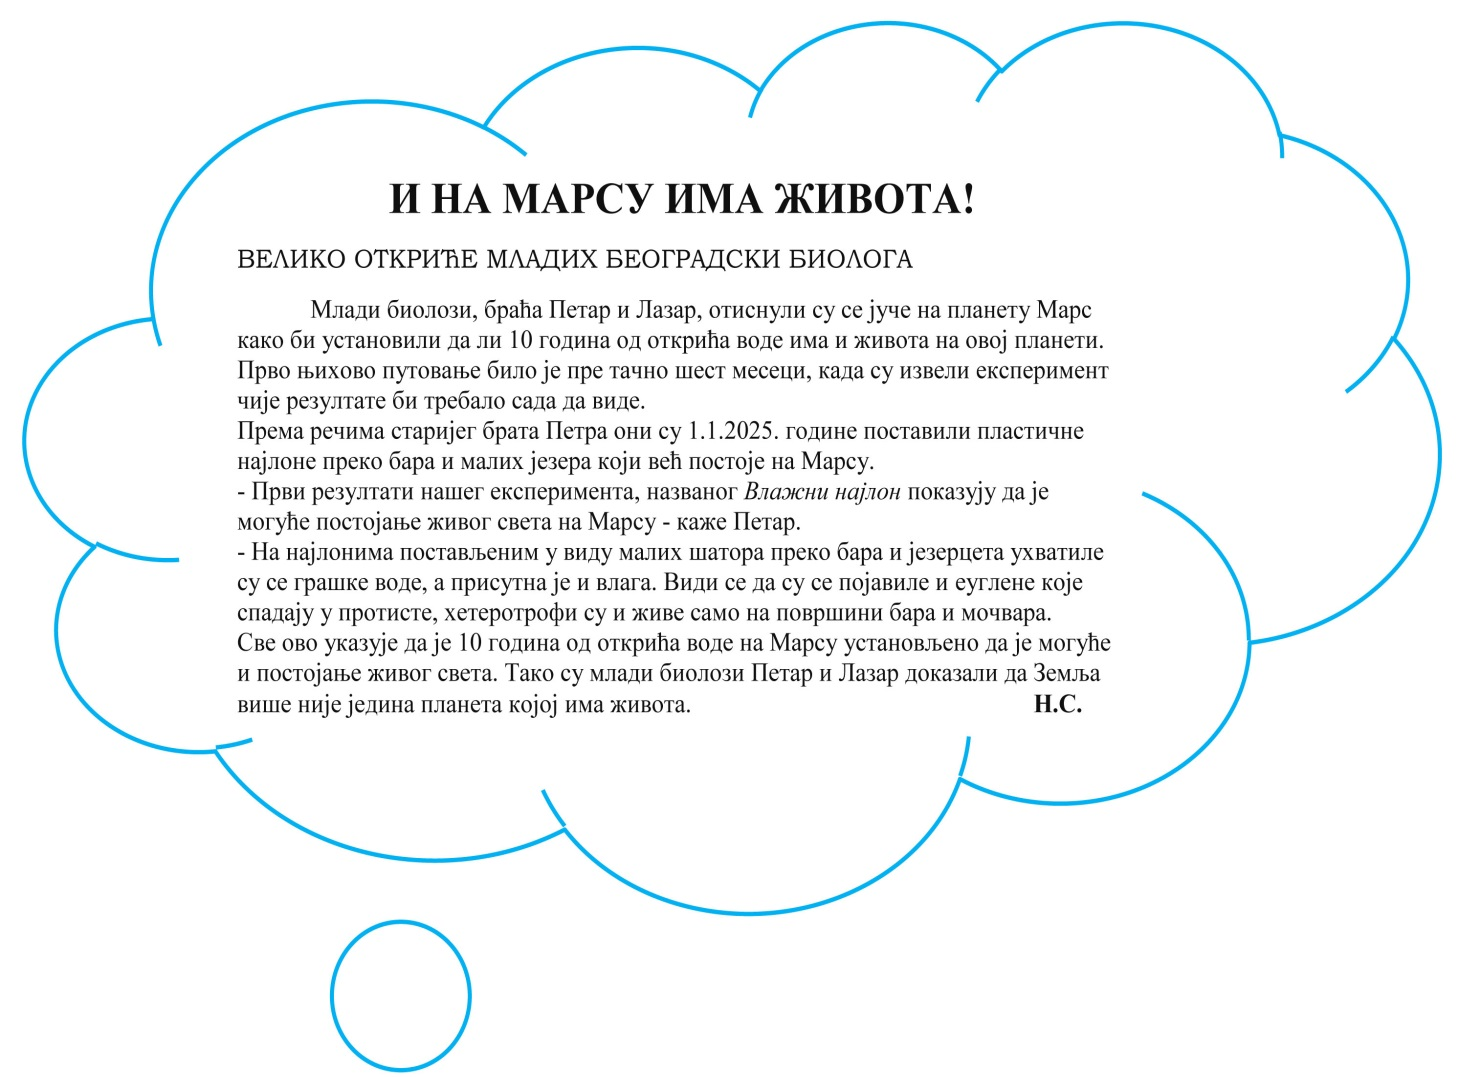 И НА МАРСУ ИМА ЖИВОТА!
ВЕЛИКО ОТКРИЋЕ МЛАДИХ БЕОГРАДСКИ БИОЛОГА
Млади биолози, браћа Петар и Лазар, отиснули су се јуче на планету Марс
како би установили да ли 10 година од открића воде има и живота на овој планети.
Прво њихово путовање било је пре тачно шест месеци, када су извели експеримент
чије резултате би требало сада да виде.
Према речима старијег брата Петра они су 1.1.2025. године поставили пластичне
најлоне преко бара и малих језера који већ постоје на Марсу.
- Први резултати нашег експеримента, названог Влажни најлон показују да је
могуће постојање живог света на Марсу - каже Петар.
- На најлонима постављеним у виду малих шатора преко бара и језерцета ухватиле
су се грашке воде, а присутна је и влага. Види се да су се појавиле и еуглене које
спадају у протисте, хетеротрофи су и живе само на површини бара и мочвара.
Све ово указује да је 10 година од открића воде на Марсу установљено да је могуће
и постојање живог света. Тако су млади биолози Петар и Лазар доказали да Земља
више није једина планета којој има живота. Н.С.